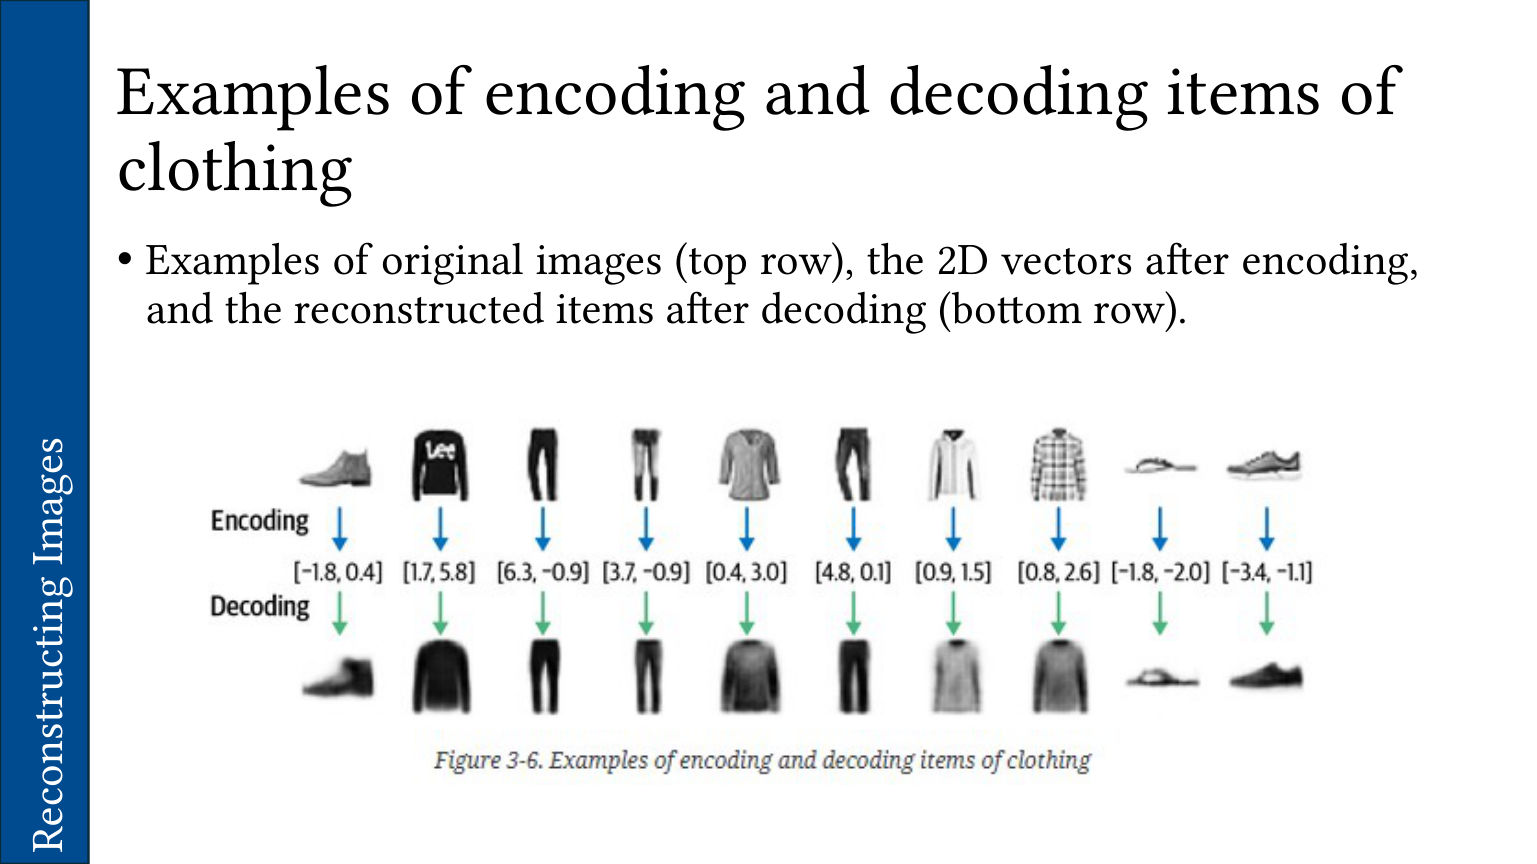 Examples of encoding and decoding items of
clothing
• Examples of original images (top row), the 2D vectors after encoding,
and the reconstructed items after decoding (bottom row).
Lee
Encoding
[−1.8, 0.4] [1.7, 5.8] [6.3, −0.9] [3.7, −0.9] [0.4, 3.0] [4.8, 0.1] [0.9, 1.5] [0.8, 2.6] [−1.8, −2.0] [−3.4, −1.1]
Decoding
Figure 3-6. Examples of encoding and decoding items of clothing
Reconstructing Images